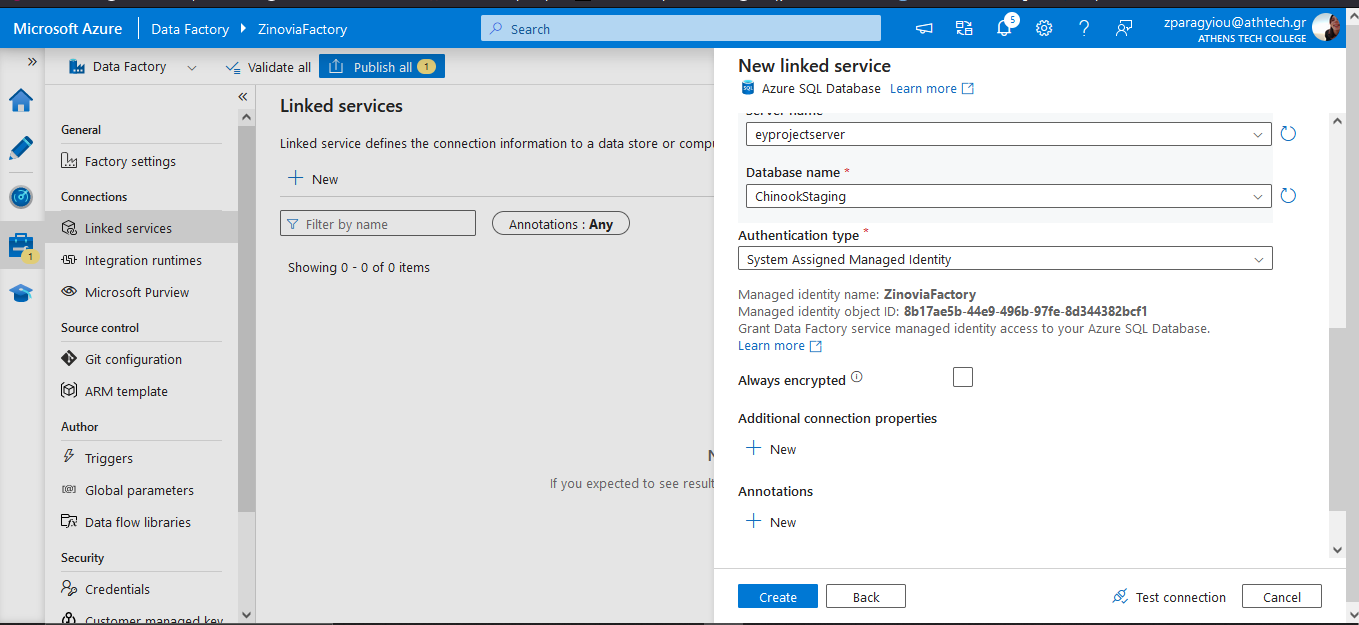 Microsoft Azure
Data Factory
ZinoviaFactory
Search
5
zparagyiou@athtech.gr
ATHENS TECH COLLEGE
Data Factory
Validate all
Publish all 1
1
General
Factory settings
Connections
Linked services
Integration runtimes
Microsoft Purview
Source control
Git configuration
ARM template
Author
Triggers
Global parameters
Data flow libraries
Security
Credentials
Customer managed key
Linked services
Linked service defines the connection information to a data store or compu
New
Filter by name
Annotations : Any
Showing 0 - 0 of 0 items
N
If you expected to see result
New linked service
SQL
Azure SQL Database Learn more
Server name
eyprojectserver
Database name *
ChinookStaging
Authentication type *
System Assigned Managed Identity
Managed identity name: ZinoviaFactory
Managed identity object ID: 8b17ae5b-44e9-496b-97fe-8d344382bcf1
Grant Data Factory service managed identity access to your Azure SQL Database.
Learn more
Always encrypted
Additional connection properties
New
Annotations
New
Create
Back
Test connection
Cancel